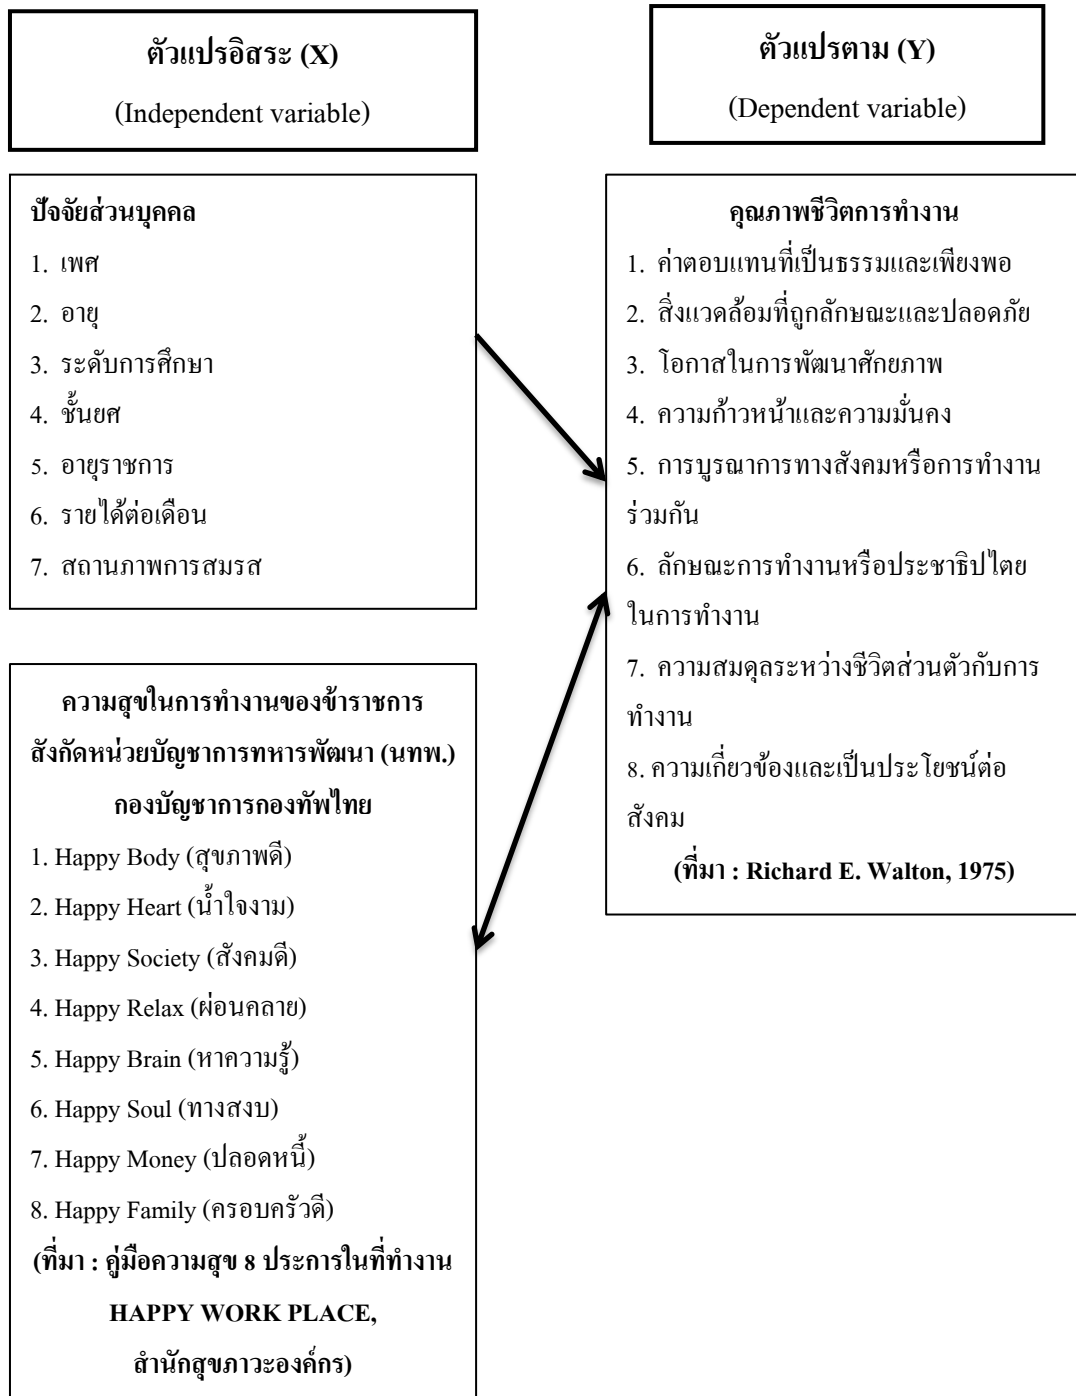 ตัวแปรอิสระ (X)
(Independent variable)
ตัวแปรตาม (Y)
(Dependent variable)
ปัจจัยส่วนบุคคล
1. เพศ
2. อายุ
3. ระดับการศึกษา
4. ชั้นยศ
5. อายุราชการ
6. รายได้ต่อเดือน
7. สถานภาพการสมรส
คุณภาพชีวิตการทำงาน
1. ค่าตอบแทนที่เป็นธรรมและเพียงพอ
2. สิ่งแวดล้อมที่ถูกลักษณะและปลอดภัย
3. โอกาสในการพัฒนาศักยภาพ
4. ความก้าวหน้าและความมั่นคง
5. การบูรณาการทางสังคมหรือการทำงาน
ร่วมกัน
6. ลักษณะการทำงานหรือประชาธิปไตย
ในการทำงาน
7. ความสมดุลระหว่างชีวิตส่วนตัวกับการ
ทำงาน
8. ความเกี่ยวข้องและเป็นประโยชน์ต่อ
สังคม
(ที่มา : Richard E. Walton, 1975)
ความสุขในการทำงานของข้าราชการ
สังกัดหน่วยบัญชาการทหารพัฒนา (นทพ.)
กองบัญชาการกองทัพไทย
1. Happy Body (สุขภาพดี)
2. Happy Heart (น้ำใจงาม)
3. Happy Society (สังคมดี)
4. Happy Relax (ผ่อนคลาย)
5. Happy Brain (หาความรู้)
6. Happy Soul (ทางสงบ)
7. Happy Money (ปลอดหนี้)
8. Happy Family (ครอบครัวดี)
(ที่มา : คู่มือความสุข 8 ประการในที่ทำงาน
HAPPY WORK PLACE,
สำนักสุขภาวะองค์กร)